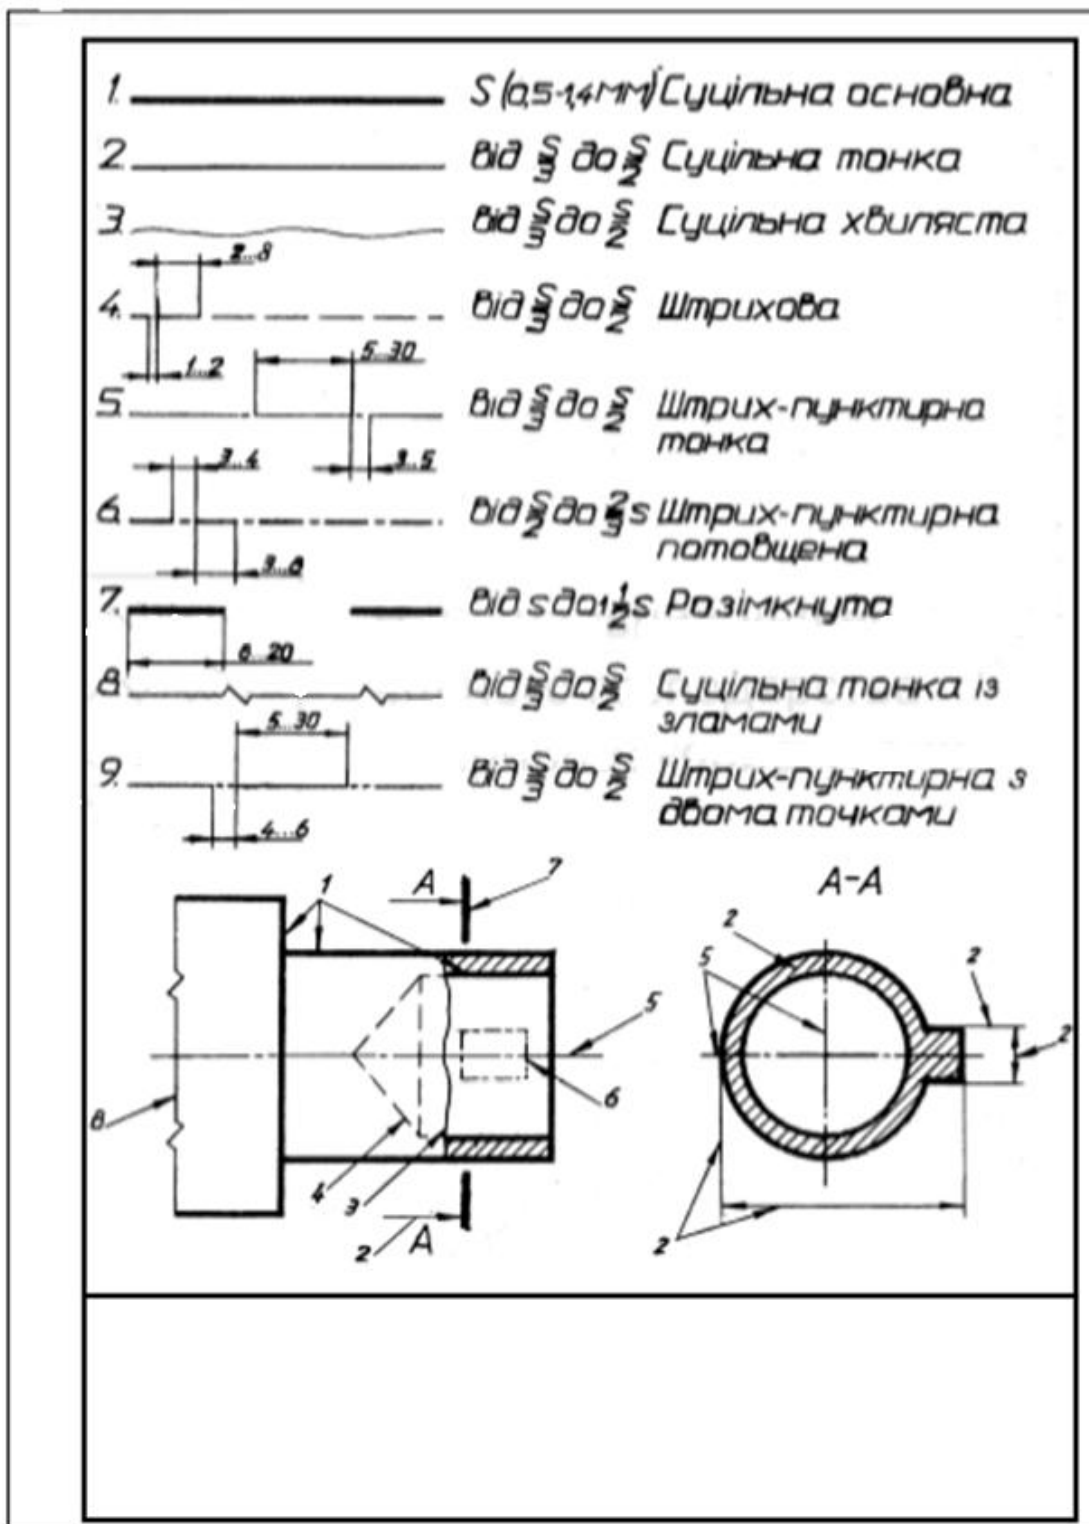 1. S (0,5-1,4мм) Суцільна основна
2. від S/3 до S/2 Суцільна тонка
3. від S/3 до S/2 Суцільна хвиляста
2...8
4. від S/3 до S/2 Штрихова
1...2
5...30
5. від S/3 до S/2 Штрих-пунктирна
тонка
3...4
3...5
6. від S/2 до 2/3 s Штрих-пунктирна
потовщена
3...8
7. від s до 1 1/2 s Розімкнута
8...20
8. від S/3 до S/2 Суцільна тонка із
зламами
5...30
9. від S/3 до S/2 Штрих-пунктирна з
двома точками
4...6
1
A
7
A-A
2
5
2
5
2
6
8
4
3
2
A
2